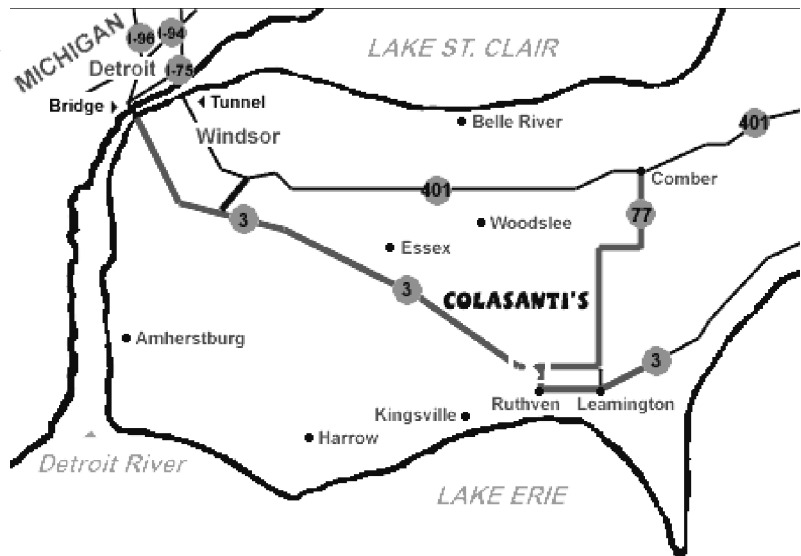 MICHIGAN
I-96
I-94
I-75
Detroit
LAKE ST. CLAIR
Bridge
Tunnel
Windsor
Belle River
401
401
Comber
77
3
Woodslee
Essex
3
COLASANTI'S
Amherstburg
3
Ruthven
Leamington
Kingsville
Harrow
Detroit River
LAKE ERIE